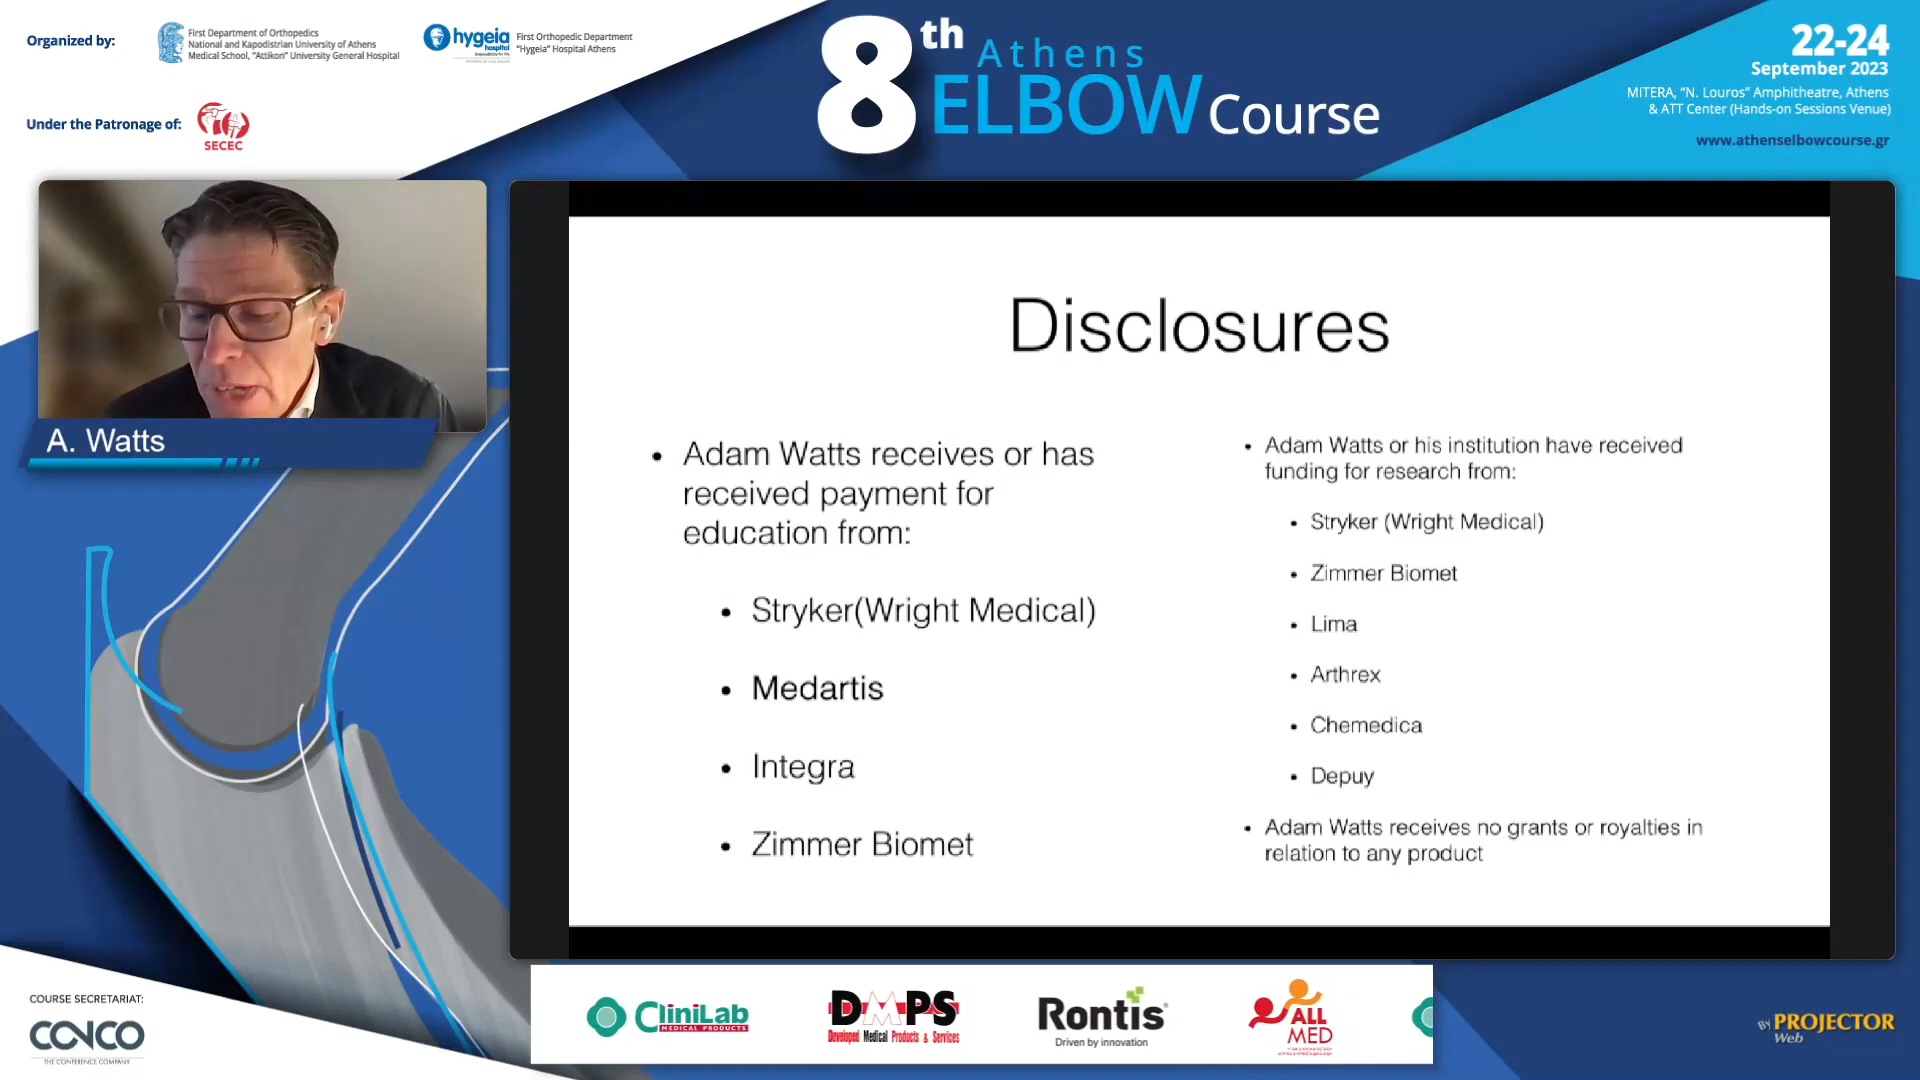 Organized by:
First Department of Orthopedics
National and Kapodistrian University of Athens
Medical School, "Attikon" University General Hospital
hygeia
hospital
First Orthopedic Department
"Hygeia" Hospital Athens
Under the Patronage of:
SECEC
8th Athens
ELBOW Course
22-24
September 2023
MITERA, "N. Louros" Amphitheatre, Athens
& ATT Center (Hands-on Sessions Venue)
www.athenselbowcourse.gr
A. Watts
Disclosures
• Adam Watts receives or has
received payment for
education from:
• Stryker(Wright Medical)
• Medartis
• Integra
• Zimmer Biomet
• Adam Watts or his institution have received
funding for research from:
• Stryker (Wright Medical)
• Zimmer Biomet
• Lima
• Arthrex
• Chemedica
• Depuy
• Adam Watts receives no grants or royalties in
relation to any product
COURSE SECRETARIAT:
CONCO
THE CONFERENCE COMPANY
CliniLab
MEDICAL PRODUCTS
DMPS
Developed Medical Products & Services
Rontis®
Driven by innovation
ALL
MED
BY PROJECTOR
Web